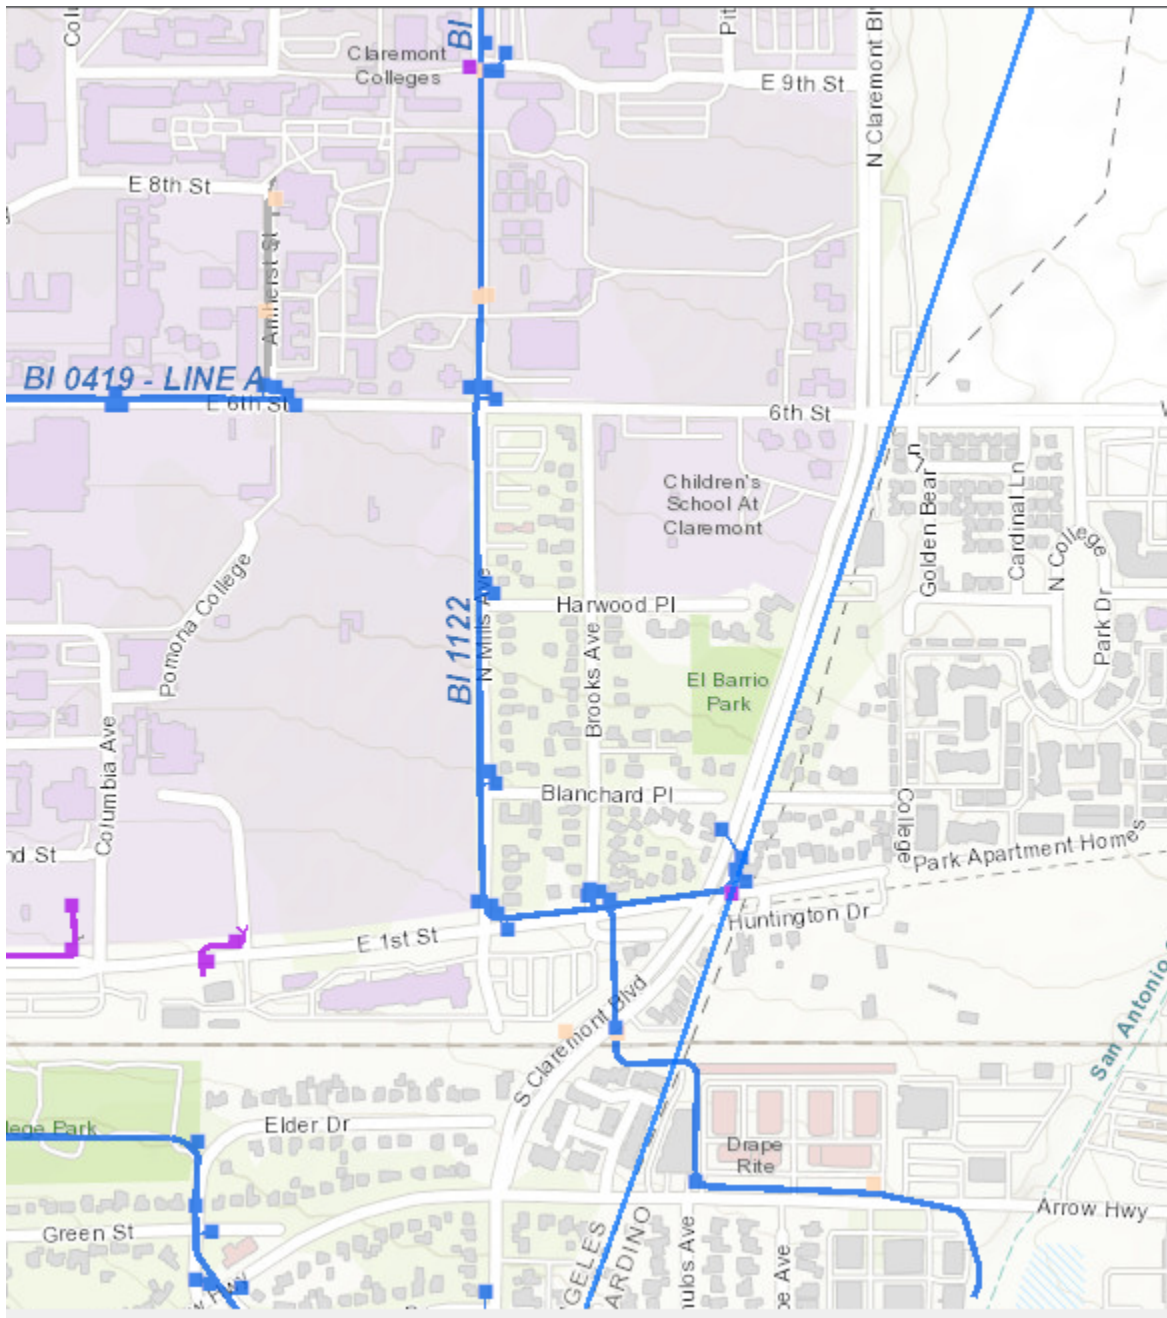 BI
Claremont
Colleges
Pit
N Claremont Bl
E 9th St
E 8th St
Amherst St
BI 0419 - LINE A
E 6th St
6th St
Children's
School At
Claremont
Golden Bear
Cardinal Ln
N College
Park Dr
Pomona College
BI 1122
N Mills Ave
Harwood Pl
Brooks Ave
El Barrio
Park
Columbia Ave
Blanchard Pl
College
Park Apartment Homes
nd St
E 1st St
Huntington Dr
S Claremont Blvd
San Antonio
lege Park
Elder Dr
Drape
Rite
Green St
Arrow Hwy
GELES
ARDINO
nulos Ave
pe Ave